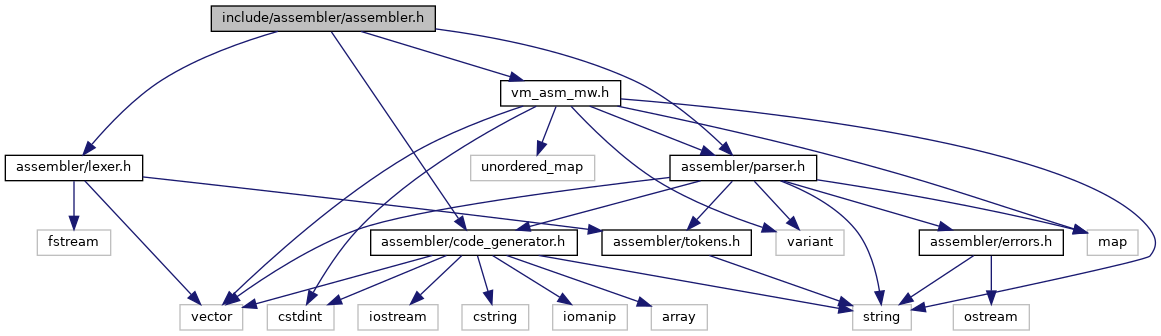 include/assembler/assembler.h
vm_asm_mw.h
assembler/lexer.h
unordered_map
assembler/parser.h
fstream
assembler/code_generator.h
assembler/tokens.h
variant
assembler/errors.h
map
vector
cstdint
iostream
cstring
iomanip
array
string
ostream